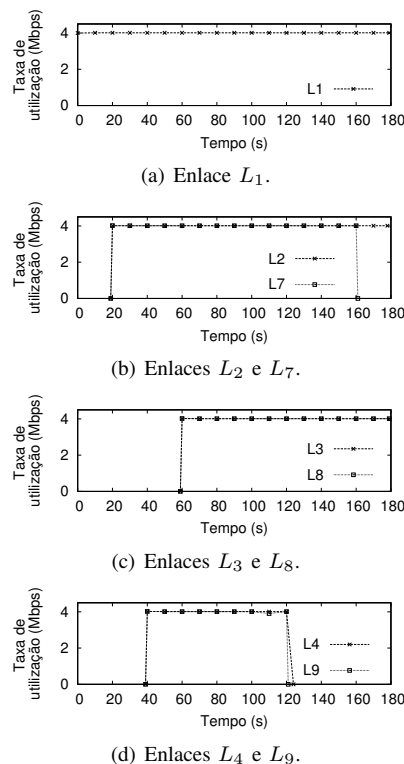 Taxa de
utilização (Mbps)
4
2
0
L1
0 20 40 60 80 100 120 140 160 180
Tempo (s)
(a) Enlace L1.
Taxa de
utilização (Mbps)
4
2
0
L2
L7
0 20 40 60 80 100 120 140 160 180
Tempo (s)
(b) Enlaces L2 e L7.
Taxa de
utilização (Mbps)
4
2
0
L3
L8
0 20 40 60 80 100 120 140 160 180
Tempo (s)
(c) Enlaces L3 e L8.
Taxa de
utilização (Mbps)
4
2
0
L4
L9
0 20 40 60 80 100 120 140 160 180
Tempo (s)
(d) Enlaces L4 e L9.